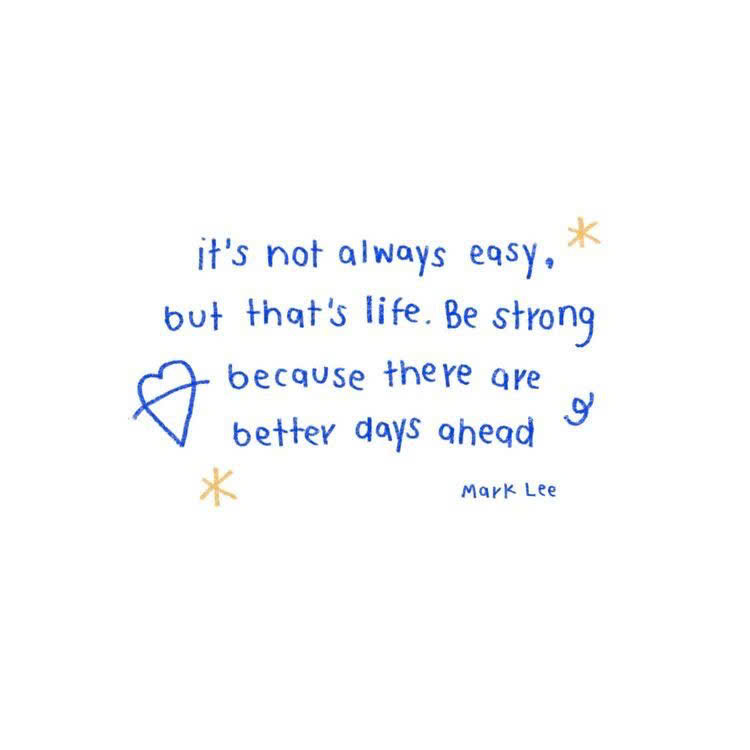 it's not always easy,
but that's life. Be strong
because there are
better days ahead
Mark Lee